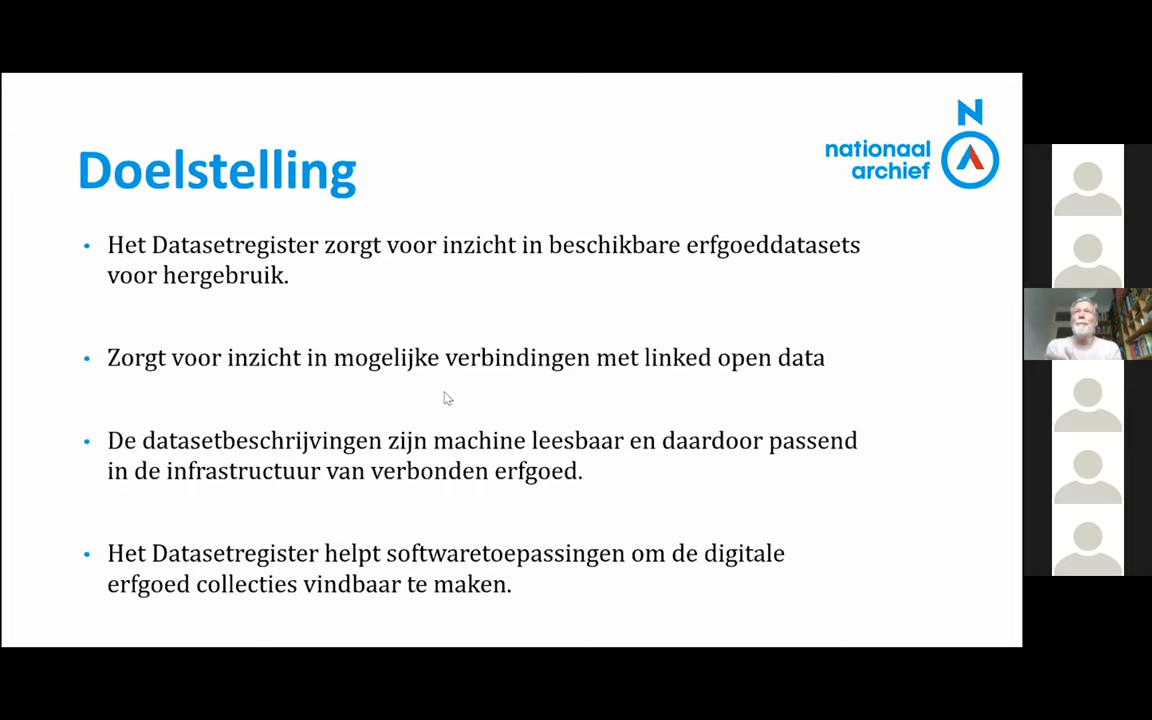 N
nationaal
archief
Doelstelling
• Het Datasetregister zorgt voor inzicht in beschikbare erfgoeddatasets
voor hergebruik.
• Zorgt voor inzicht in mogelijke verbindingen met linked open data
• De datasetbeschrijvingen zijn machine leesbaar en daardoor passend
in de infrastructuur van verbonden erfgoed.
• Het Datasetregister helpt softwaretoepassingen om de digitale
erfgoed collecties vindbaar te maken.